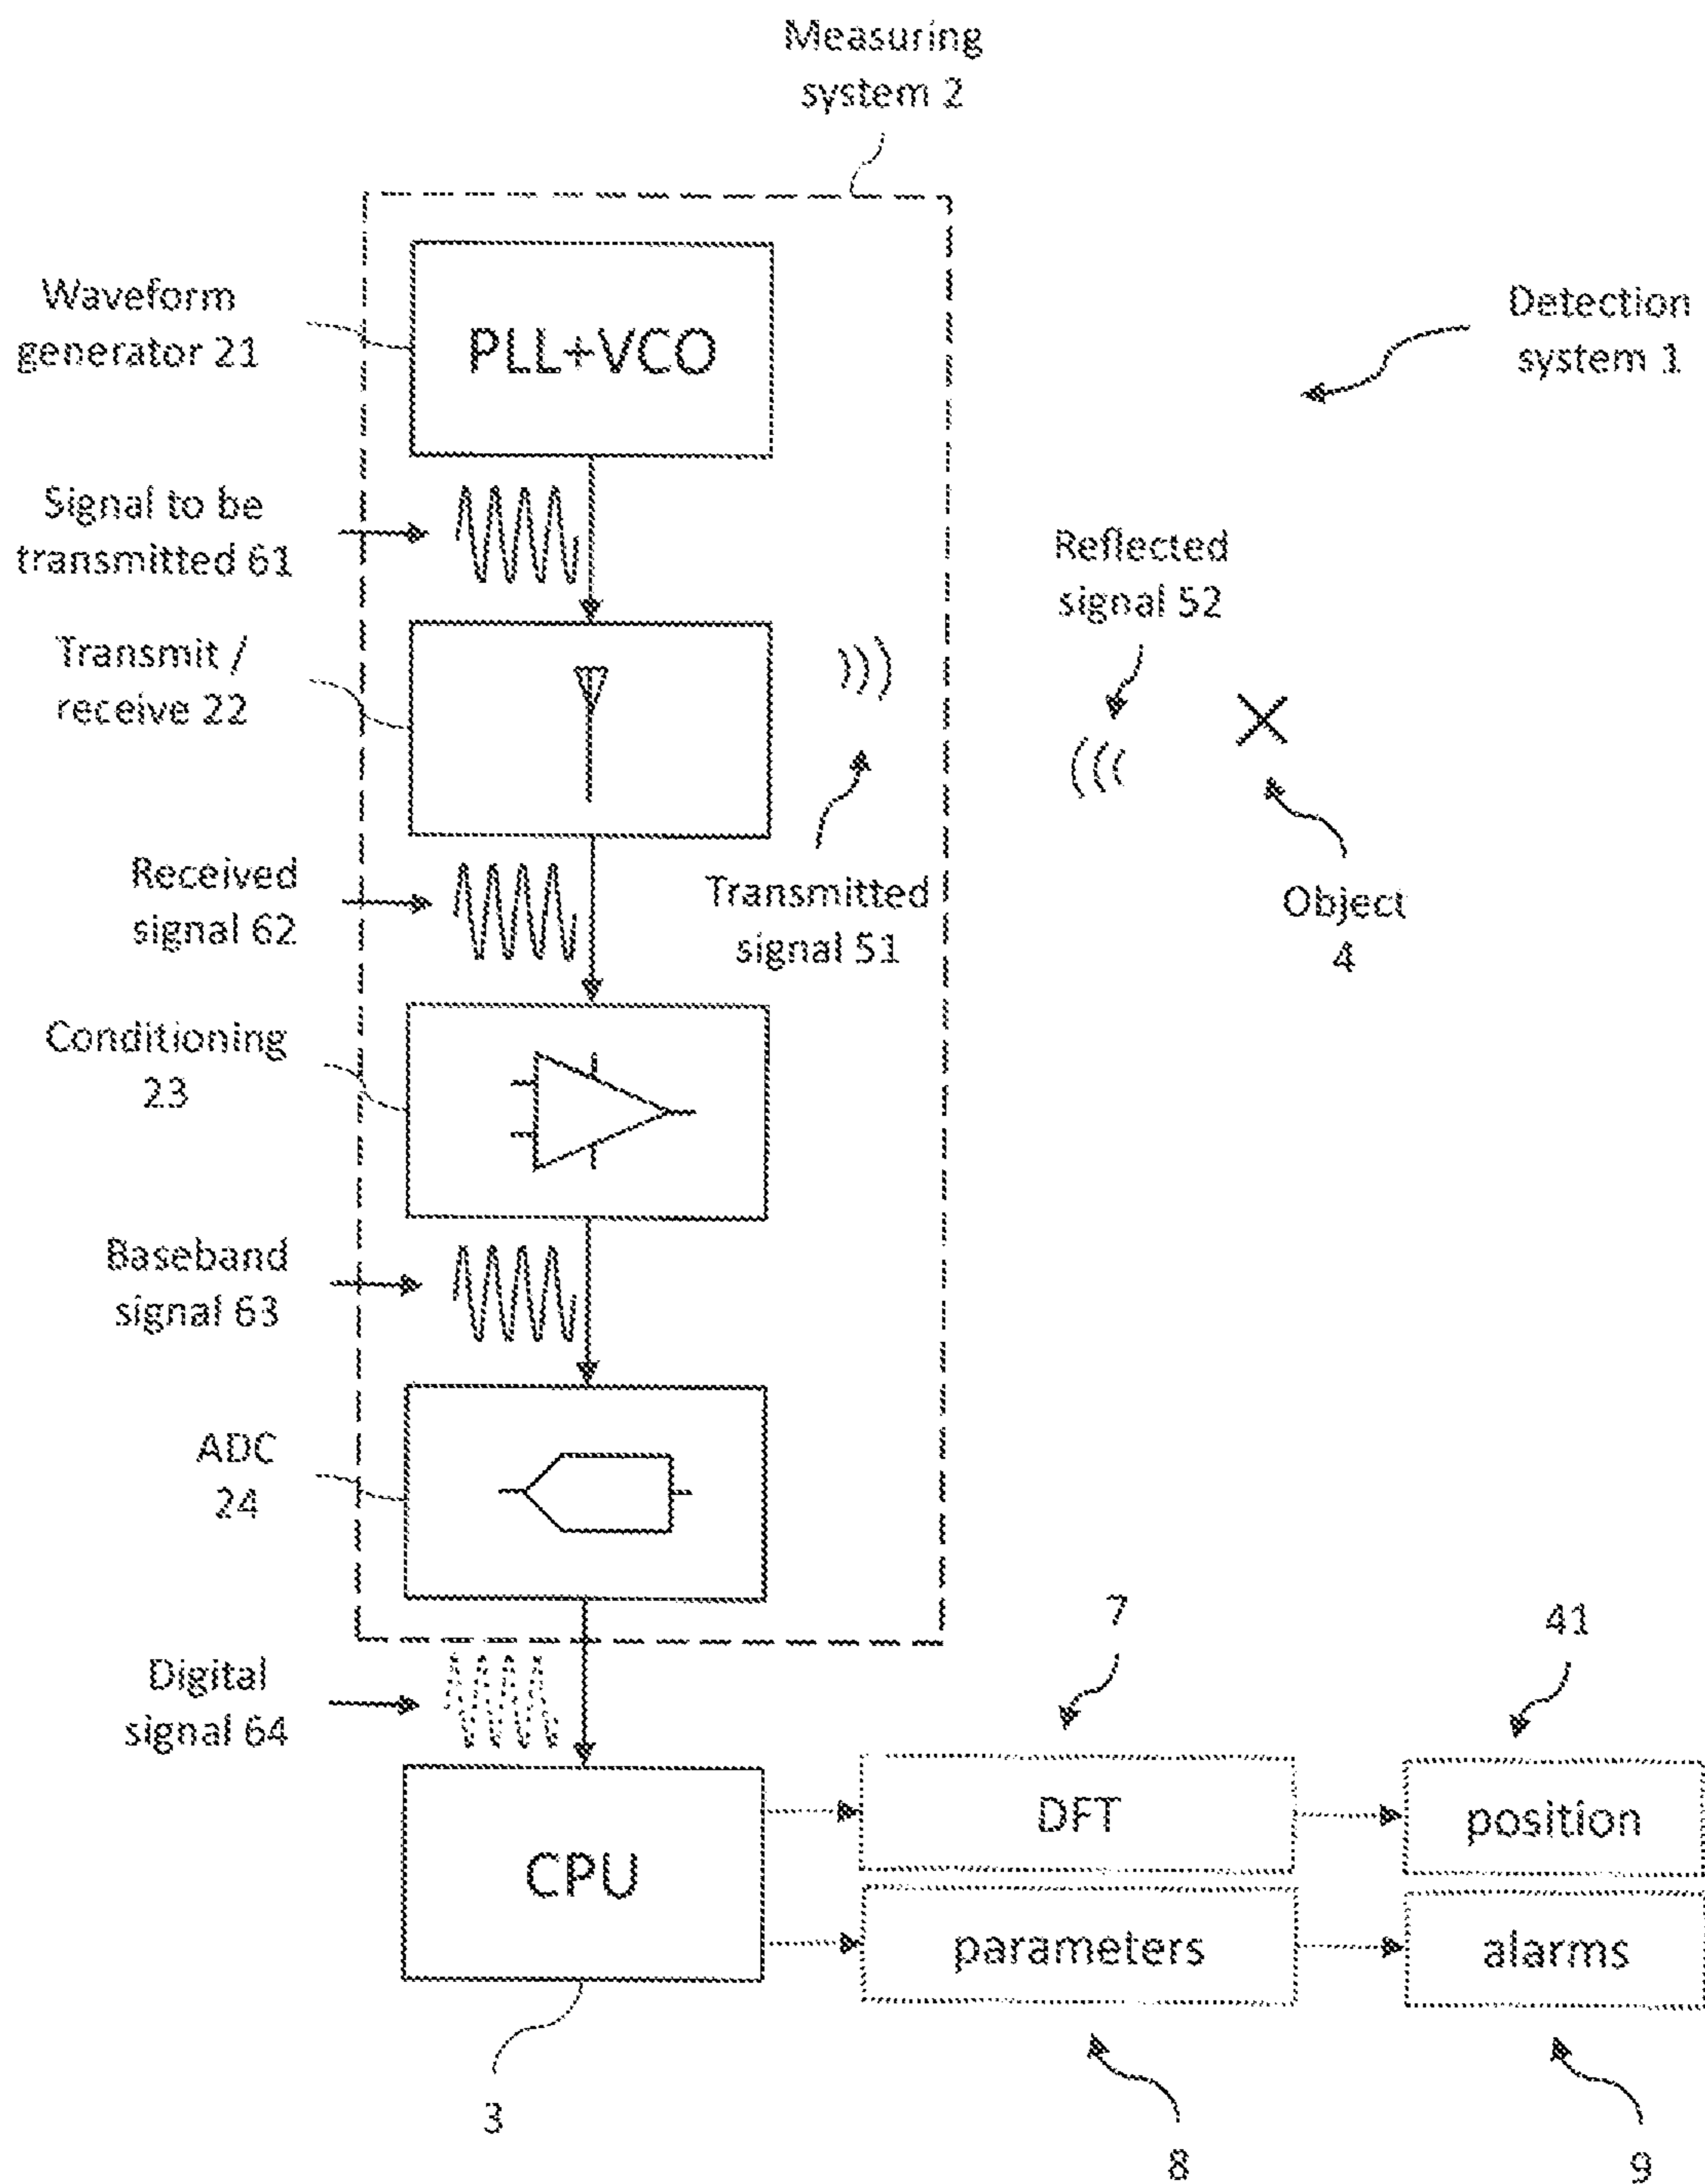 Measuring
system 2
Waveform
generator 21
PLL+VCO
Detection
system 1
Signal to be
transmitted 61
Reflected
signal 52
Transmit /
receive 22
Received
signal 62
Transmitted
signal 51
Object
4
Conditioning
23
Baseband
signal 63
ADC
24
7
41
Digital
signal 64
DFT
position
CPU
parameters
alarms
3
8
9